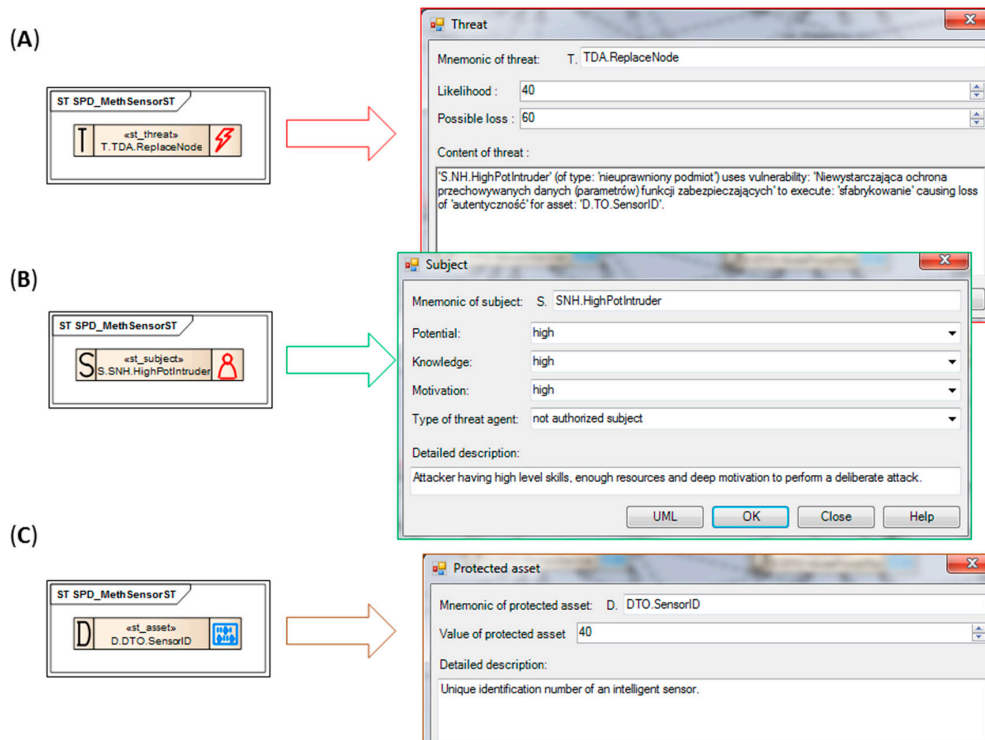 (A)
ST SPD_MethSensorST
T
«st_threat»
T.TDA.ReplaceNode
Threat
Mnemonic of threat: T. TDA.ReplaceNode
Likelihood : 40
Possible loss : 60
Content of threat :
'S.NH.HighPotIntruder' (of type: 'nieuprawniony podmiot') uses vulnerability: 'Niewystarczająca ochrona
przechowywanych danych (parametrów) funkcji zabezpieczających' to execute: 'sfabrykowanie' causing loss
of 'autentyczność' for asset: 'D.TO.SensorID'.
(B)
ST SPD_MethSensorST
S
«st_subject»
S.SNH.HighPotIntruder
Subject
Mnemonic of subject: S. SNH.HighPotIntruder
Potential: high
Knowledge: high
Motivation: high
Type of threat agent: not authorized subject
Detailed description:
Attacker having high level skills, enough resources and deep motivation to perform a deliberate attack.
UML OK Close Help
(C)
ST SPD_MethSensorST
D
«st_asset»
D.DTO.SensorID
Protected asset
Mnemonic of protected asset: D. DTO.SensorID
Value of protected asset 40
Detailed description:
Unique identification number of an intelligent sensor.